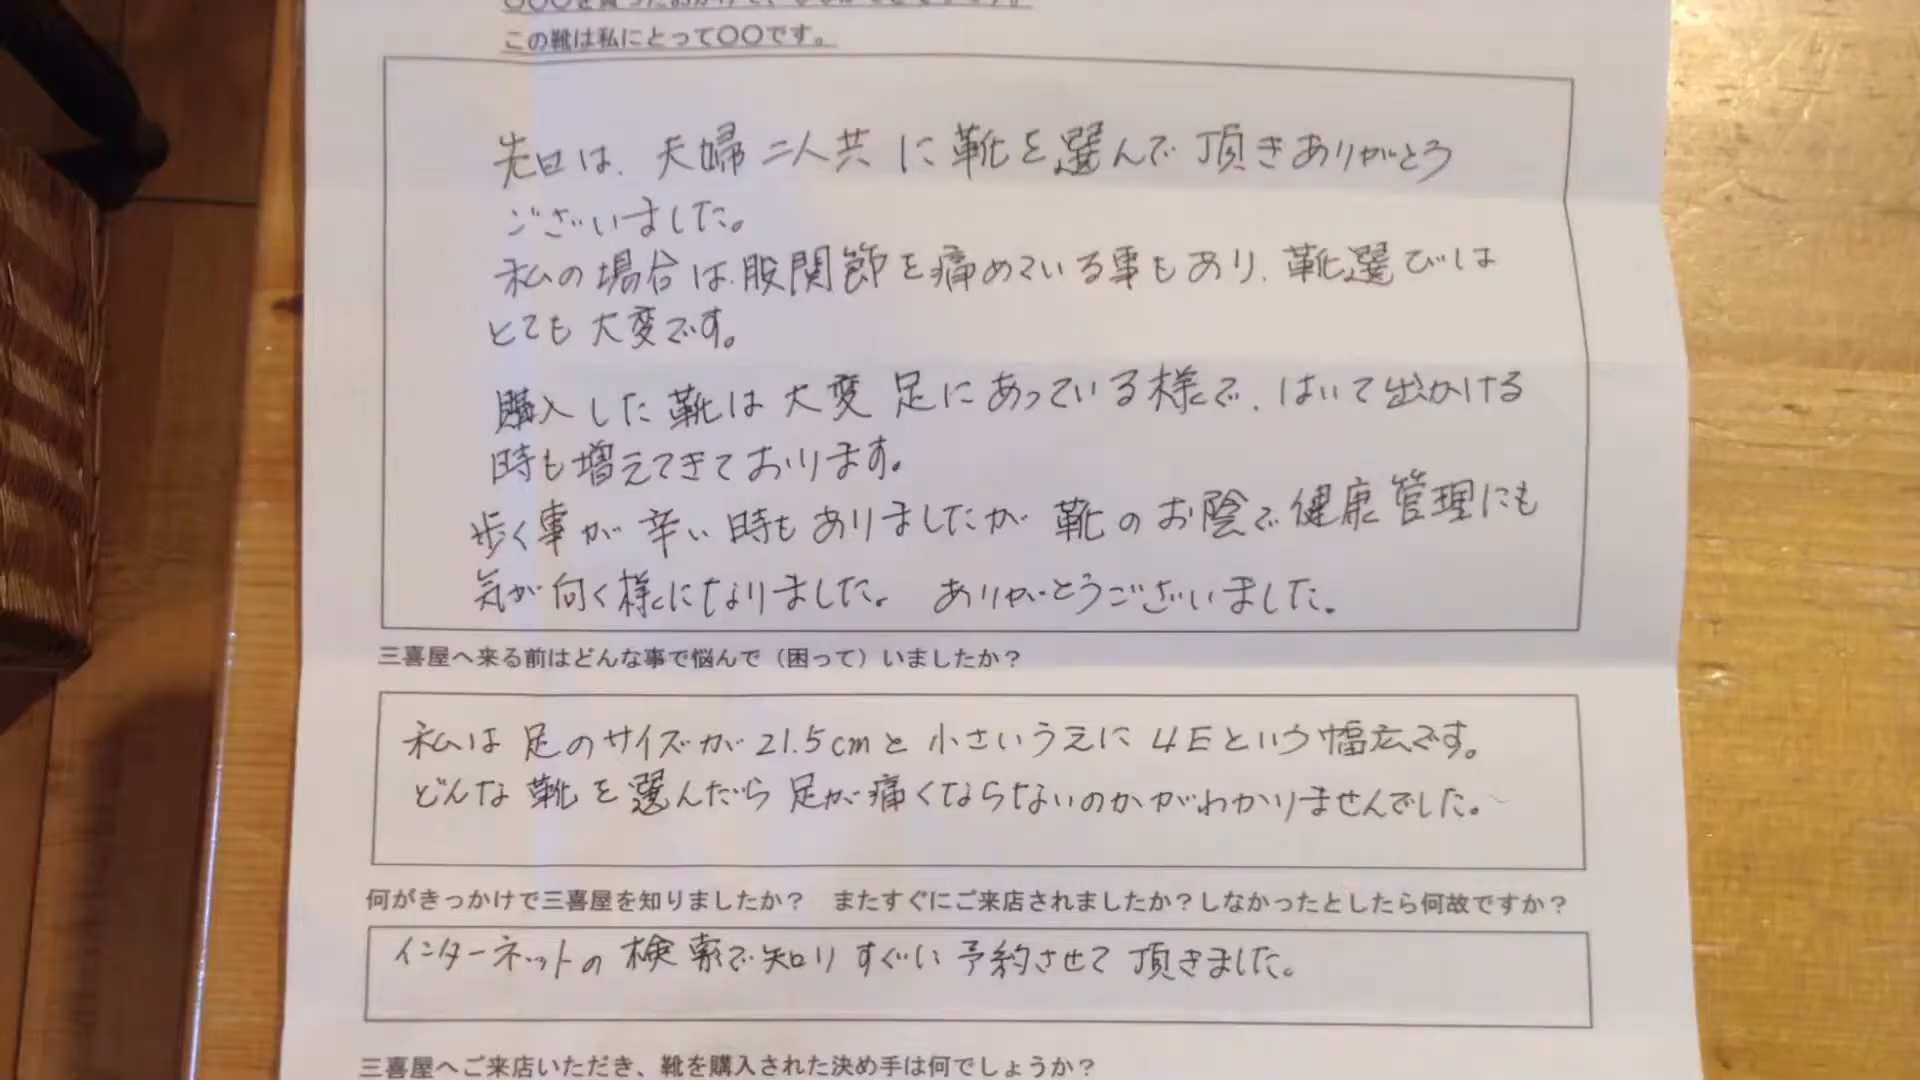 この靴は私にとって〇〇です。
先日は、夫婦二人共に靴を選んで頂きありがとう
ございました。
私の場合は、股関節を痛めている事もあり、靴選びは
とても大変です。
購入した靴は大変足にあっている様で、はいて出かける
時も増えてきております。
歩く事が辛い時もありましたが靴のお陰で健康管理にも
気が向く様になりました。ありがとうございました。
三喜屋へ来る前はどんな事で悩んで（困って）いましたか？
私は足のサイズが21.5cmと小さいうえに4Eという幅広です。
どんな靴を選んだら足が痛くならないのかがわかりませんでした。
何がきっかけで三喜屋を知りましたか？　またすぐにご来店されましたか？しなかったとしたら何故ですか？
インターネットの検索で知りすぐに予約させて頂きました。
三喜屋へご来店いただき、靴を購入された決め手は何でしょうか？